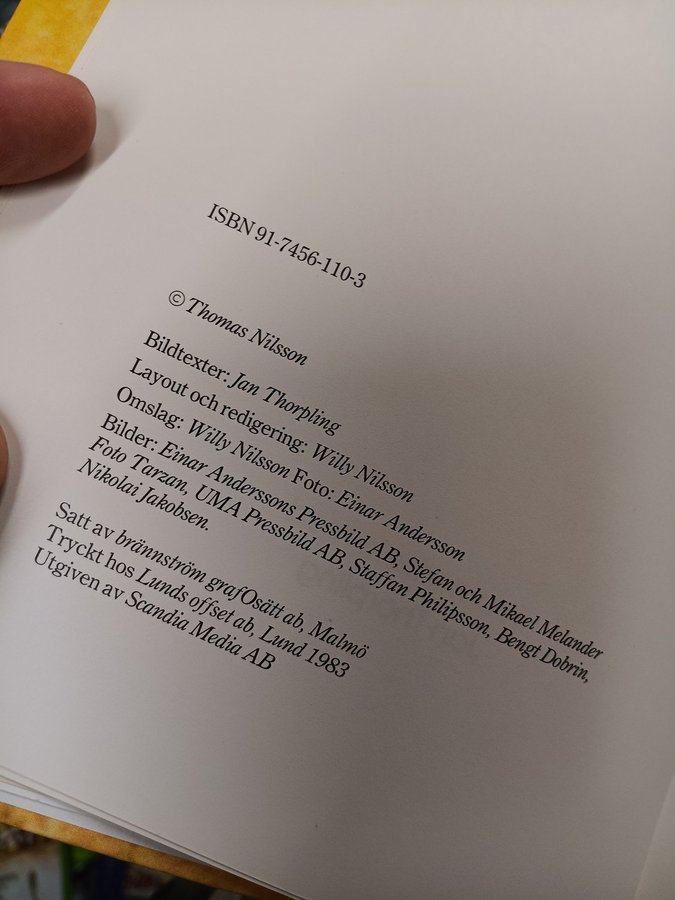 ISBN 91-7456-110-3
© Thomas Nilsson
Bildtexter: Jan Thorpling
Layout och redigering: Willy Nilsson
Omslag: Willy Nilsson Foto: Einar Andersson
Bilder: Einar Anderssons Pressbild AB, Stefan och Mikael Melander
Foto Tarzan, UMA Pressbild AB, Staffan Philipsson, Bengt Dobrin,
Nikolai Jakobsen.
Satt av brännström grafOsätt ab, Malmö
Tryckt hos Lunds offset ab, Lund 1983
Utgiven av Scandia Media AB